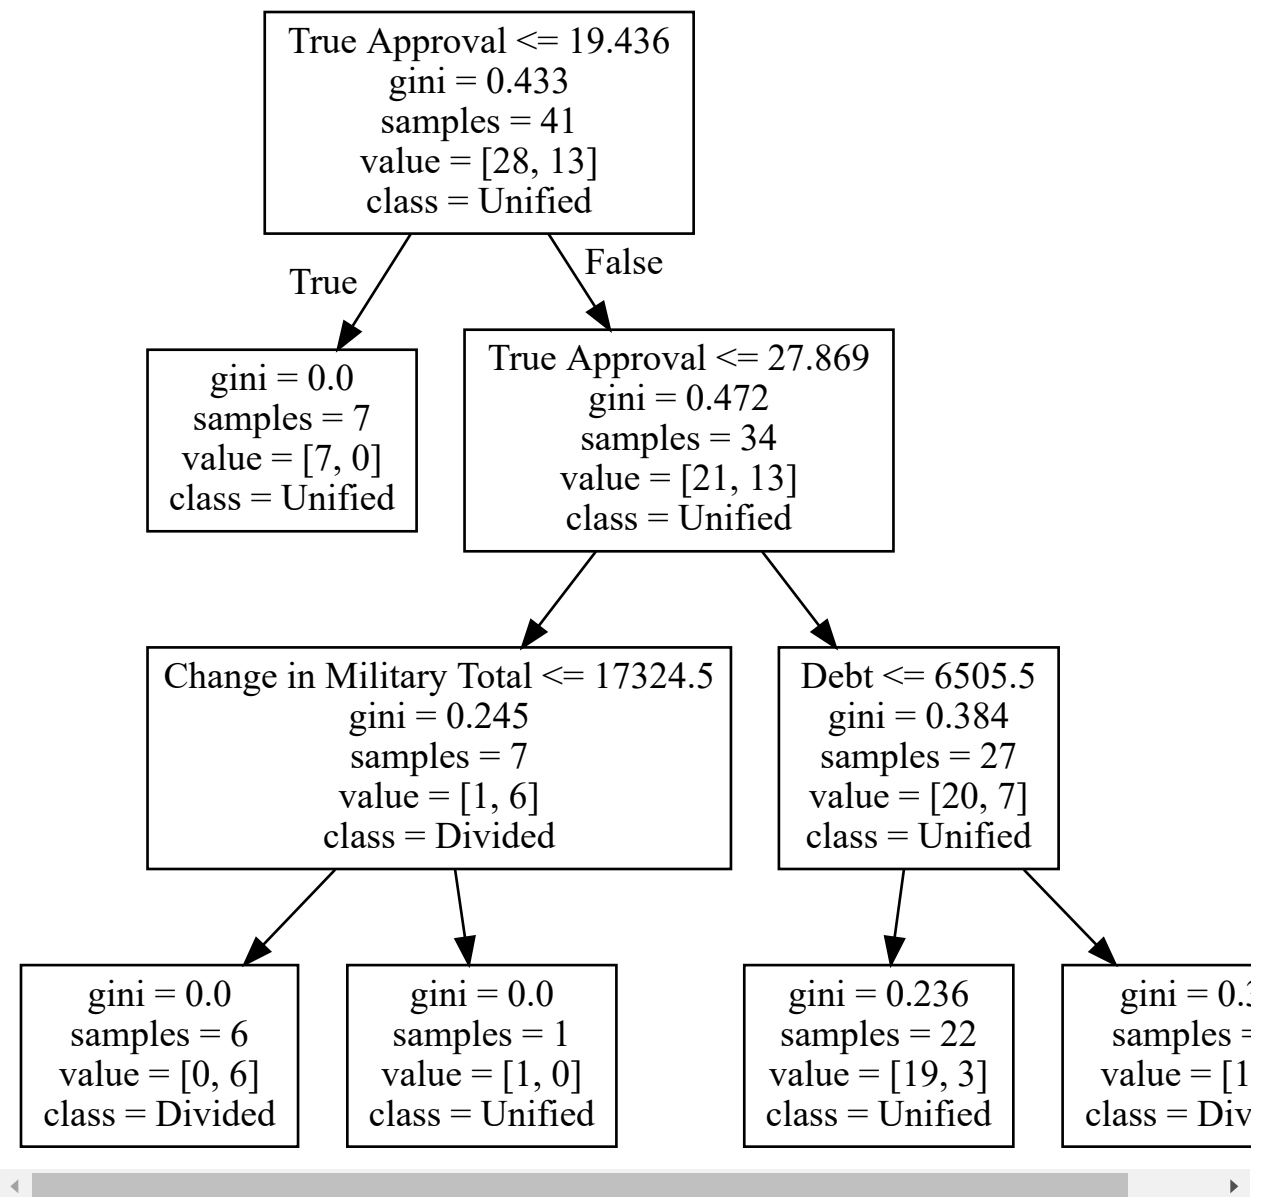 True Approval <= 19.436
gini = 0.433
samples = 41
value = [28, 13]
class = Unified
True
False
gini = 0.0
samples = 7
value = [7, 0]
class = Unified
True Approval <= 27.869
gini = 0.472
samples = 34
value = [21, 13]
class = Unified
Change in Military Total <= 17324.5
gini = 0.245
samples = 7
value = [1, 6]
class = Divided
Debt <= 6505.5
gini = 0.384
samples = 27
value = [20, 7]
class = Unified
gini = 0.0
samples = 6
value = [0, 6]
class = Divided
gini = 0.0
samples = 1
value = [1, 0]
class = Unified
gini = 0.236
samples = 22
value = [19, 3]
class = Unified
gini = 0.
samples =
value = [1
class = Div